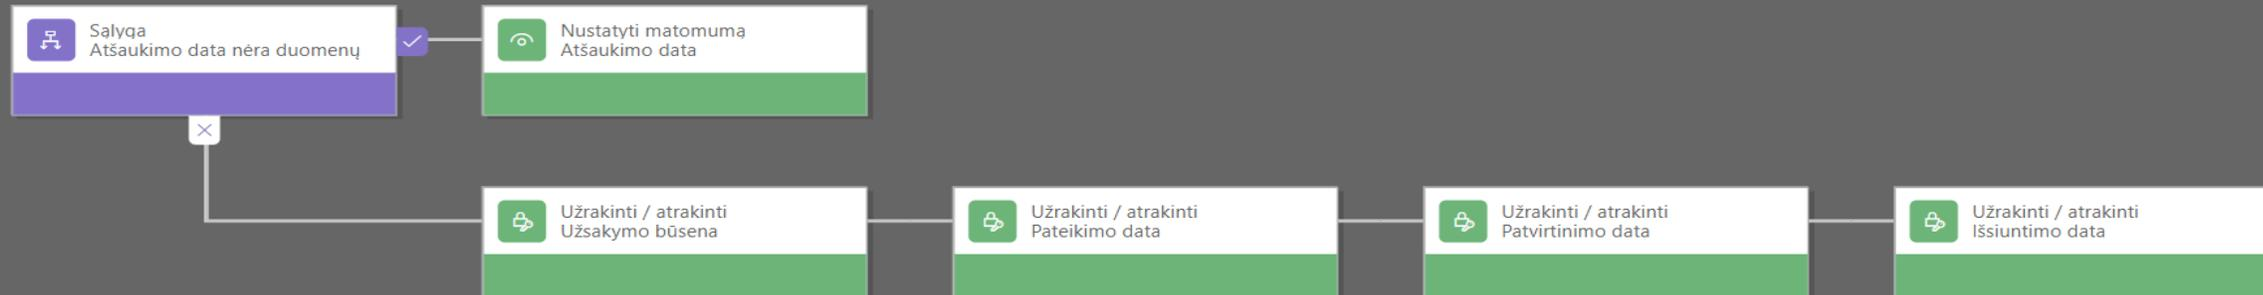 Sąlyga
Atšaukimo data nėra duomenų
Nustatyti matomumą
Atšaukimo data
Užrakinti / atrakinti
Užsakymo būsena
Užrakinti / atrakinti
Pateikimo data
Užrakinti / atrakinti
Patvirtinimo data
Užrakinti / atrakinti
Išsiuntimo data